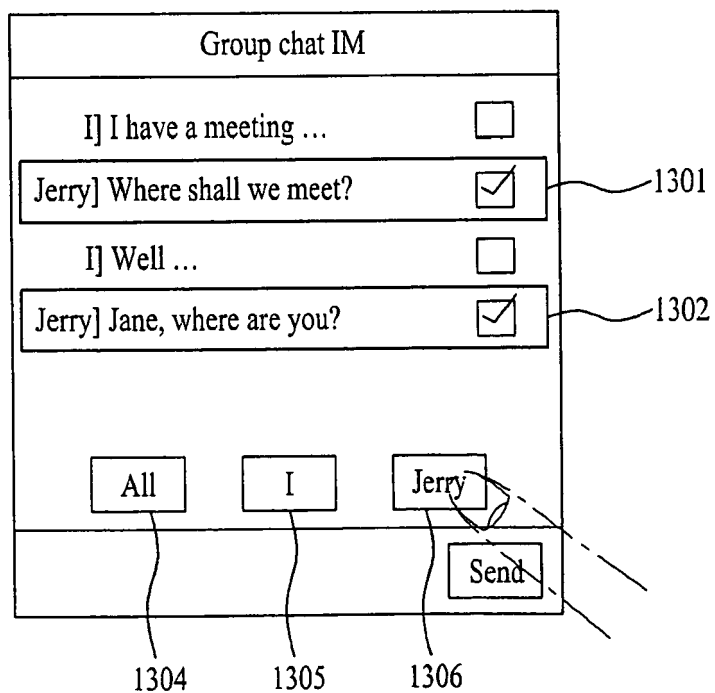 Group chat IM
I] I have a meeting ...
Jerry] Where shall we meet?
1301
I] Well ...
Jerry] Jane, where are you?
1302
All I Jerry
Send
1304 1305 1306